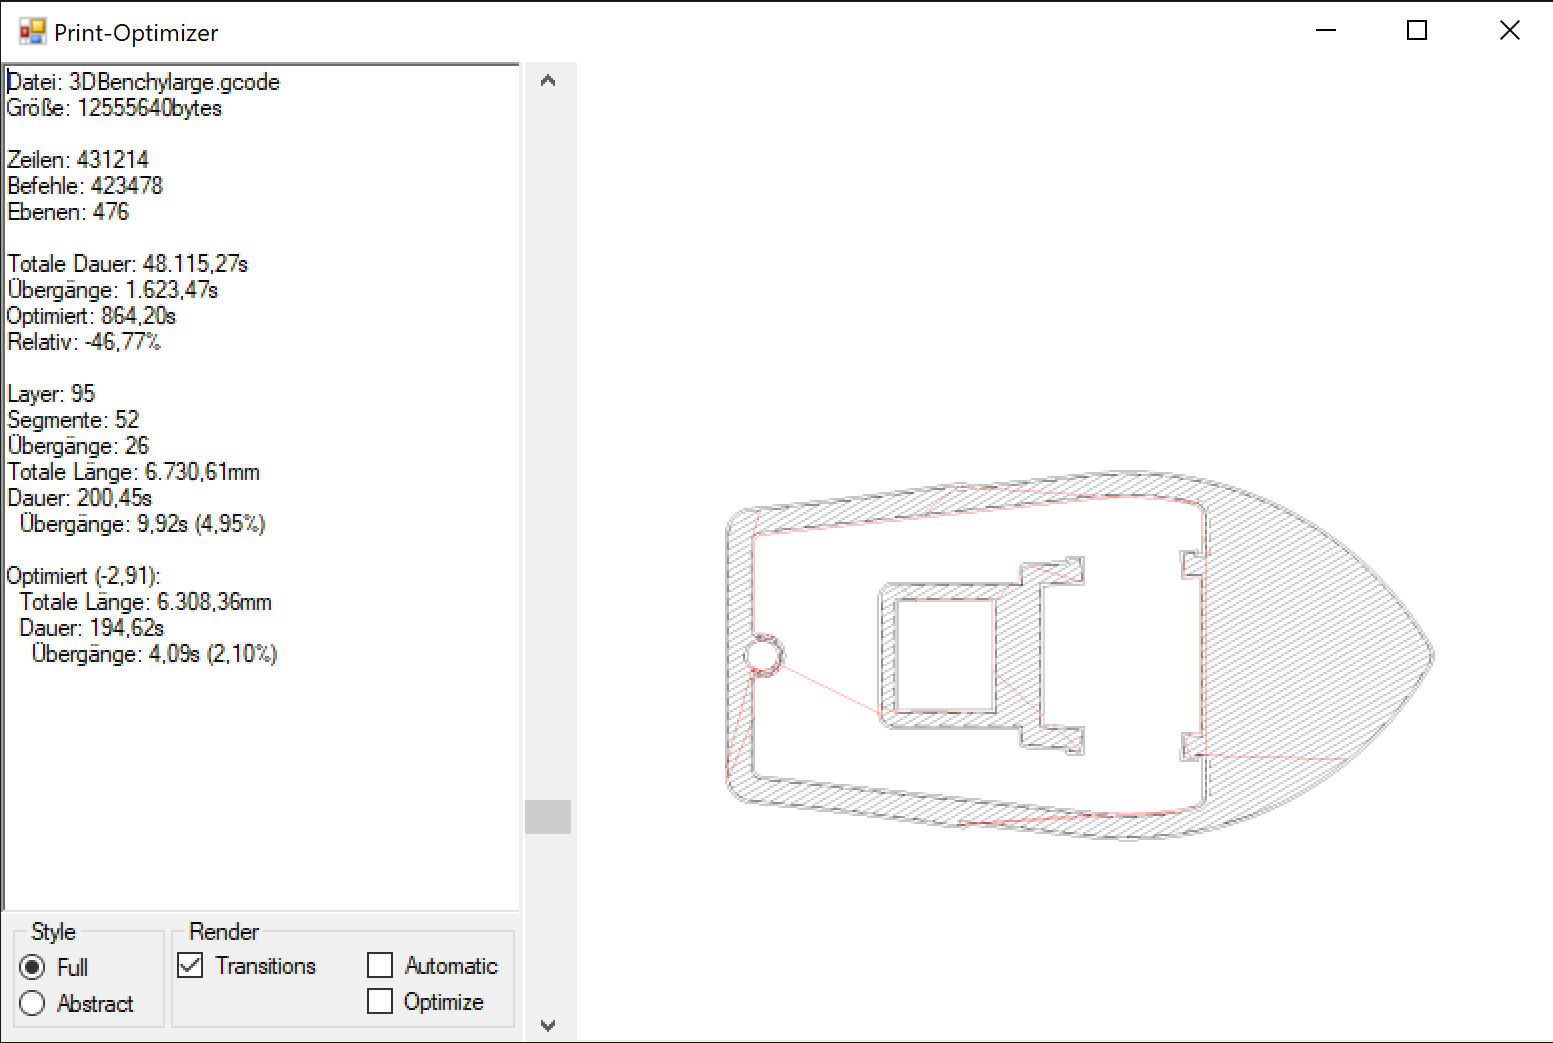 Print-Optimizer
Datei: 3DBenchylarge.gcode
Größe: 12555640bytes
Zeilen: 431214
Befehle: 423478
Ebenen: 476
Totale Dauer: 48.115,27s
Übergänge: 1.623,47s
Optimiert: 864,20s
Relativ: -46,77%
Layer: 95
Segmente: 52
Übergänge: 26
Totale Länge: 6.730,61mm
Dauer: 200,45s
Übergänge: 9,92s (4,95%)
Optimiert (-2,91):
Totale Länge: 6.308,36mm
Dauer: 194,62s
Übergänge: 4,09s (2,10%)
Style
Full
Abstract
Render
Transitions
Automatic
Optimize